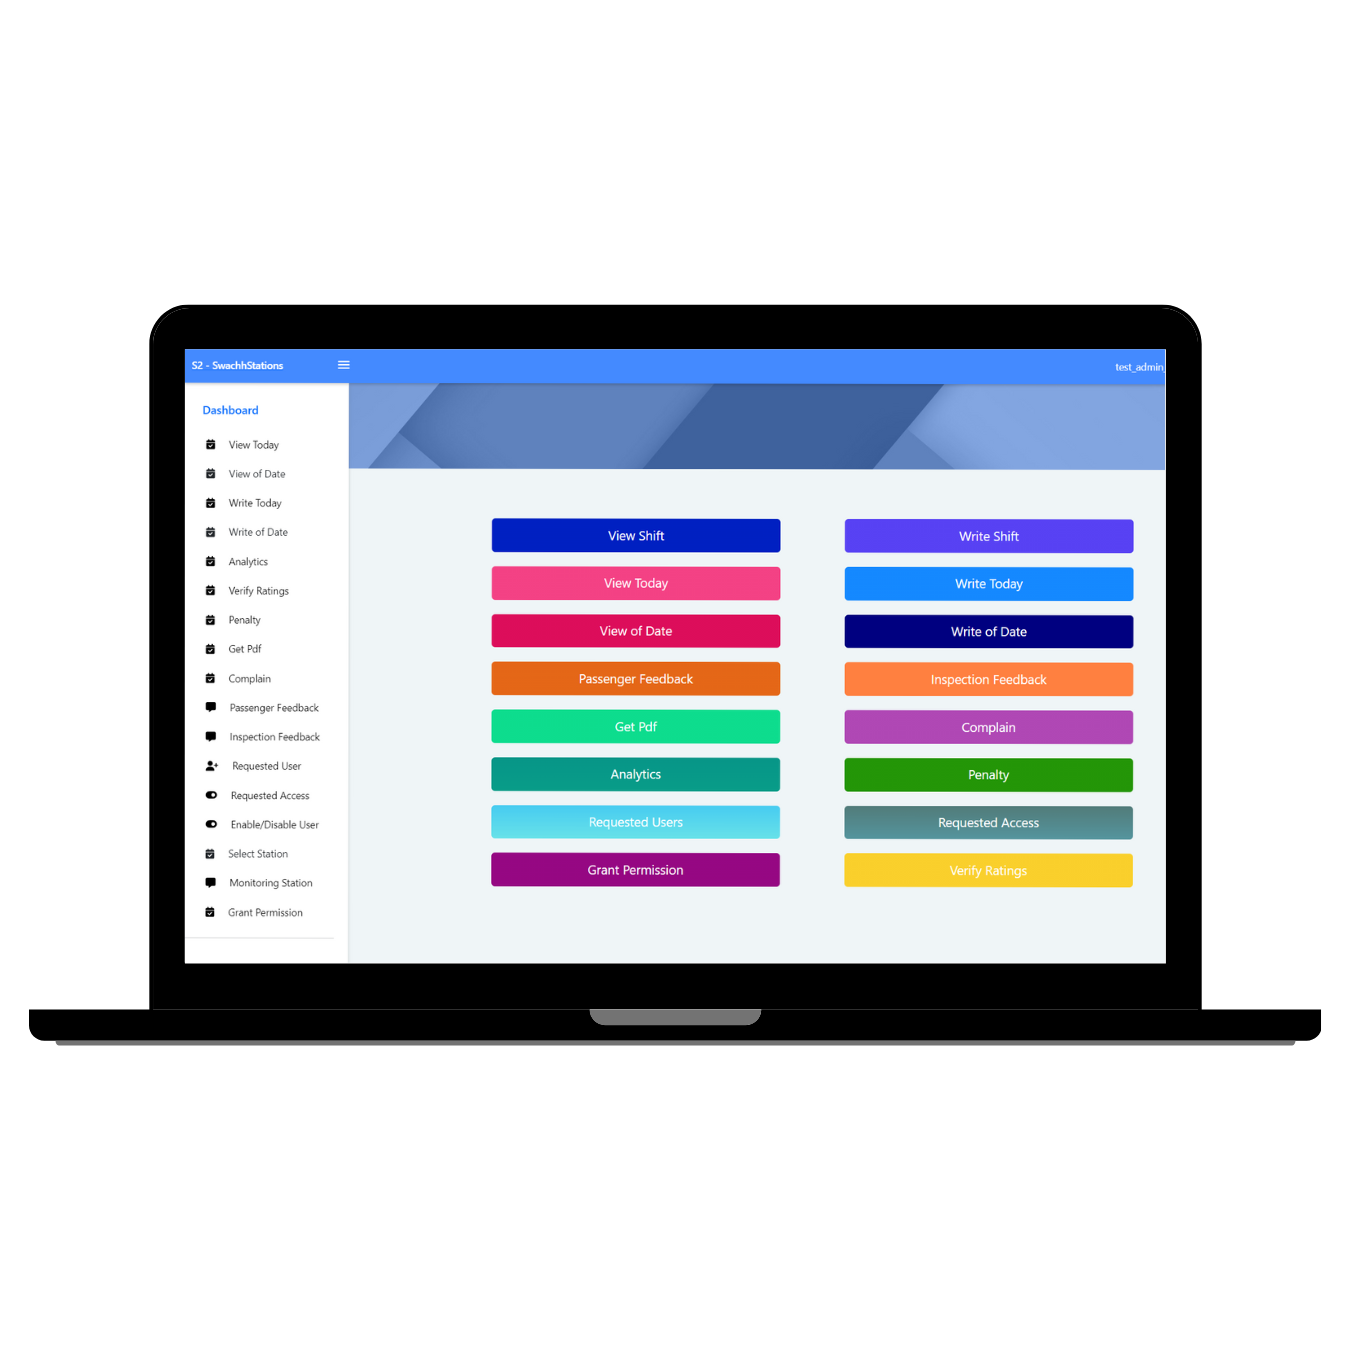 S2 - SwachhStations
test_admin_
Dashboard
View Today
View of Date
Write Today
Write of Date
Analytics
Verify Ratings
Penalty
Get Pdf
Complain
Passenger Feedback
Inspection Feedback
Requested User
Requested Access
Enable/Disable User
Select Station
Monitoring Station
Grant Permission
View Shift
Write Shift
View Today
Write Today
View of Date
Write of Date
Passenger Feedback
Inspection Feedback
Get Pdf
Complain
Analytics
Penalty
Requested Users
Requested Access
Grant Permission
Verify Ratings